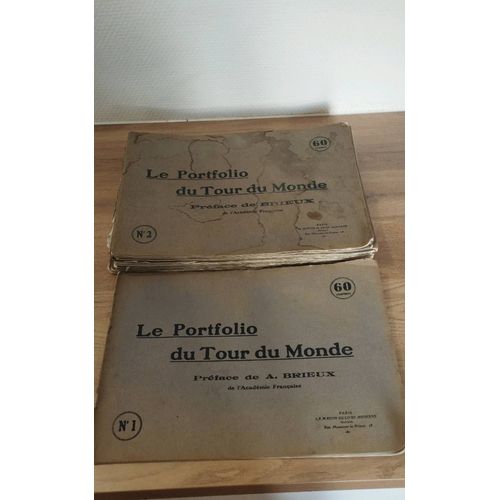 60
Le Portfolio
du Tour du Monde
Préface de BRIEUX
de l'Académie Française
N° 2
PARIS
60
Le Portfolio
du Tour du Monde
Préface de A. BRIEUX
de l'Académie Française
N° 1
PARIS